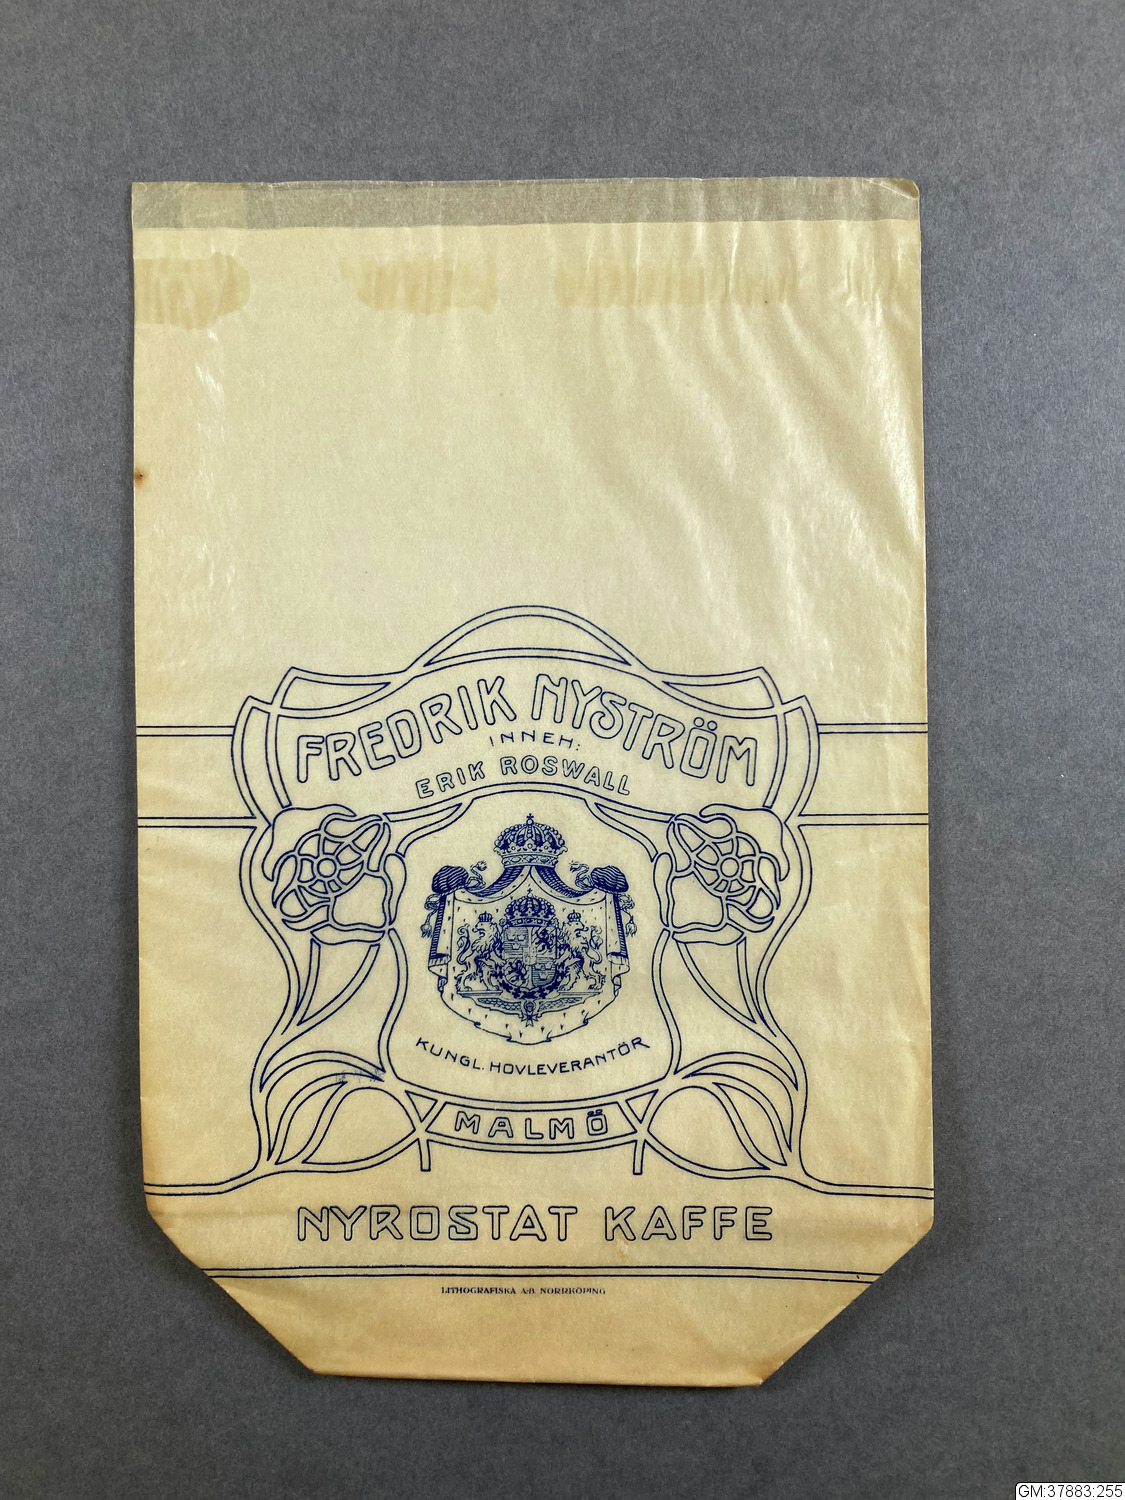 FREDRIK NYSTRÖM
INNEH:
ERIK ROSWALL
KUNGL. HOVLEVERANTÖR
MALMÖ
NYROSTAT KAFFE
LITHOGRAFISKA A.B. NORRKÖPING
GM:37883:255